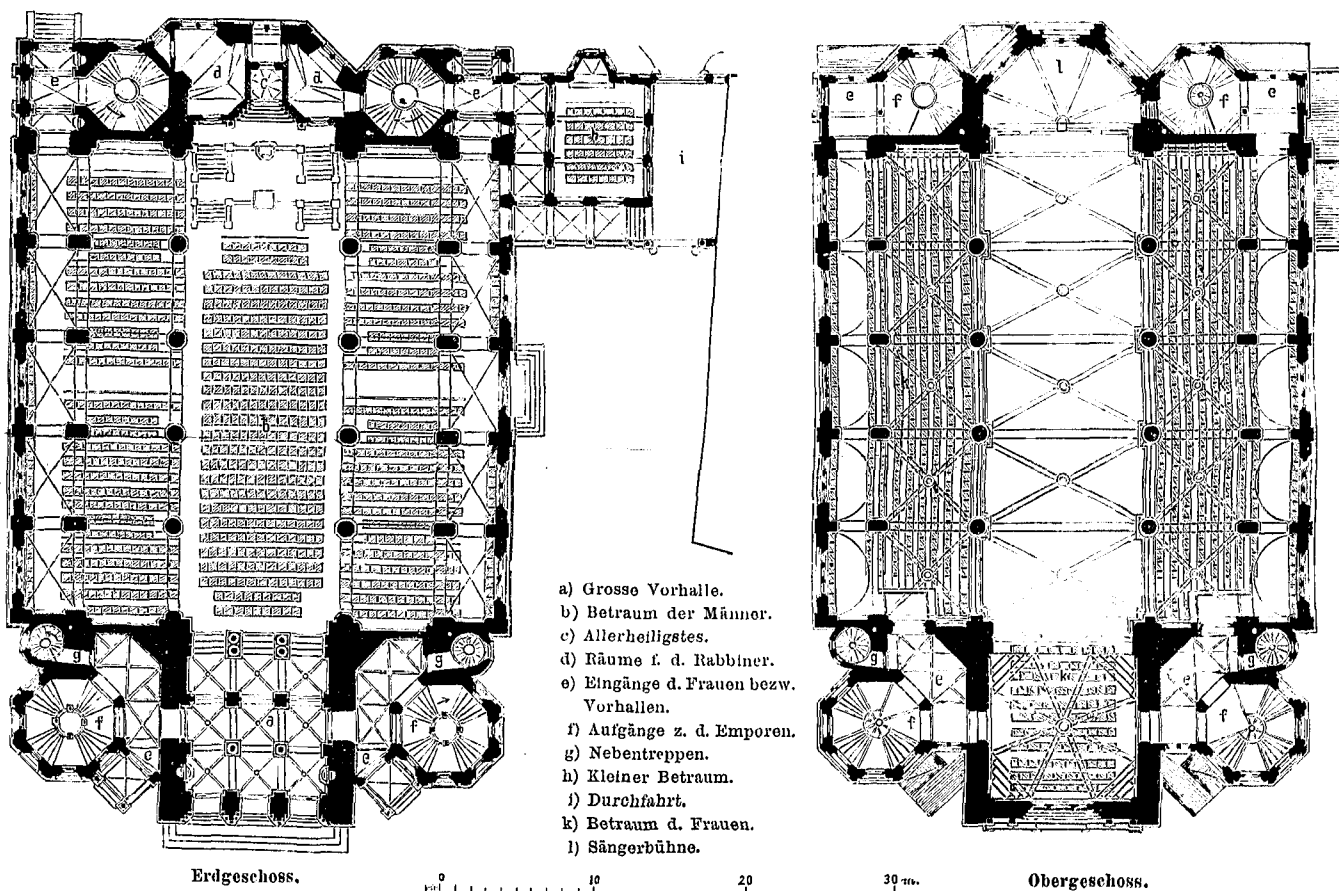 a) Grosse Vorhalle.
b) Betraum der Männer.
c) Allerheiligstes.
d) Räume f. d. Rabbiner.
e) Eingänge d. Frauen bezw.
Vorhallen.
f) Aufgänge z. d. Emporen.
g) Nebentreppen.
h) Kleiner Betraum.
i) Durchfahrt.
k) Betraum d. Frauen.
l) Sängerbühne.
e
d
d
e
h
i
b
g
f
a
f
e
e
e
f
l
f
e
k
g
g
e
k
e
f
f
Erdgeschoss.
0 10 20 30 m.
Obergeschoss.